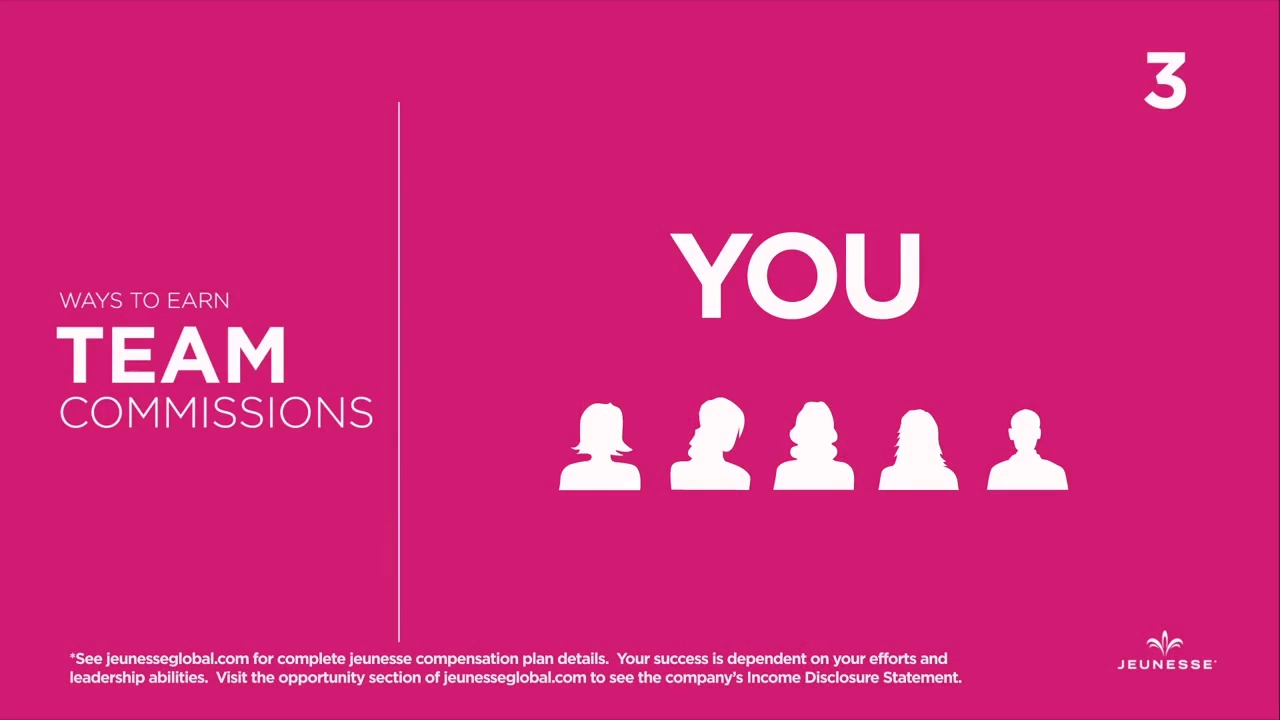 3
WAYS TO EARN
TEAM
COMMISSIONS
YOU
*See jeunesseglobal.com for complete jeunesse compensation plan details.  Your success is dependent on your efforts and
leadership abilities.  Visit the opportunity section of jeunesseglobal.com to see the company's Income Disclosure Statement.
JEUNESSE